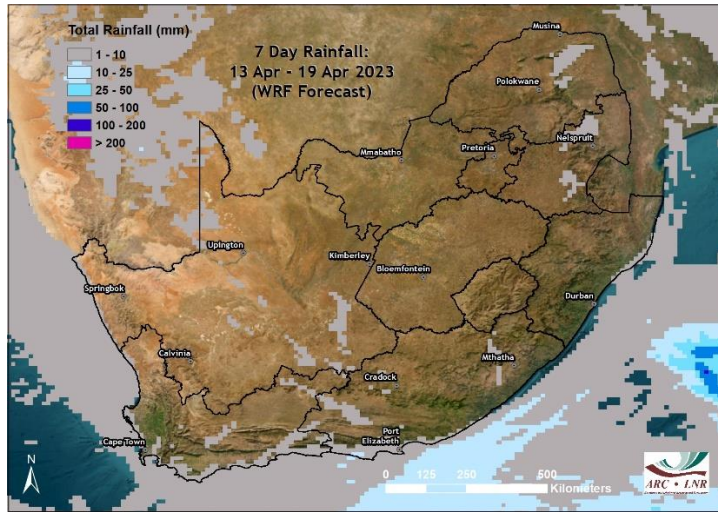 Total Rainfall (mm)
1 - 10
10 - 25
25 - 50
50 - 100
100 - 200
> 200
7 Day Rainfall:
13 Apr - 19 Apr 2023
(WRF Forecast)
Musina
Polokwane
Mmabatho
Pretoria
Nelspruit
Upington
Kimberley
Bloemfontein
Springbok
Durban
Calvinia
Mthatha
Cradock
Cape Town
Port
Elizabeth
N
0 125 250 500
Kilometers
ARC • LNR